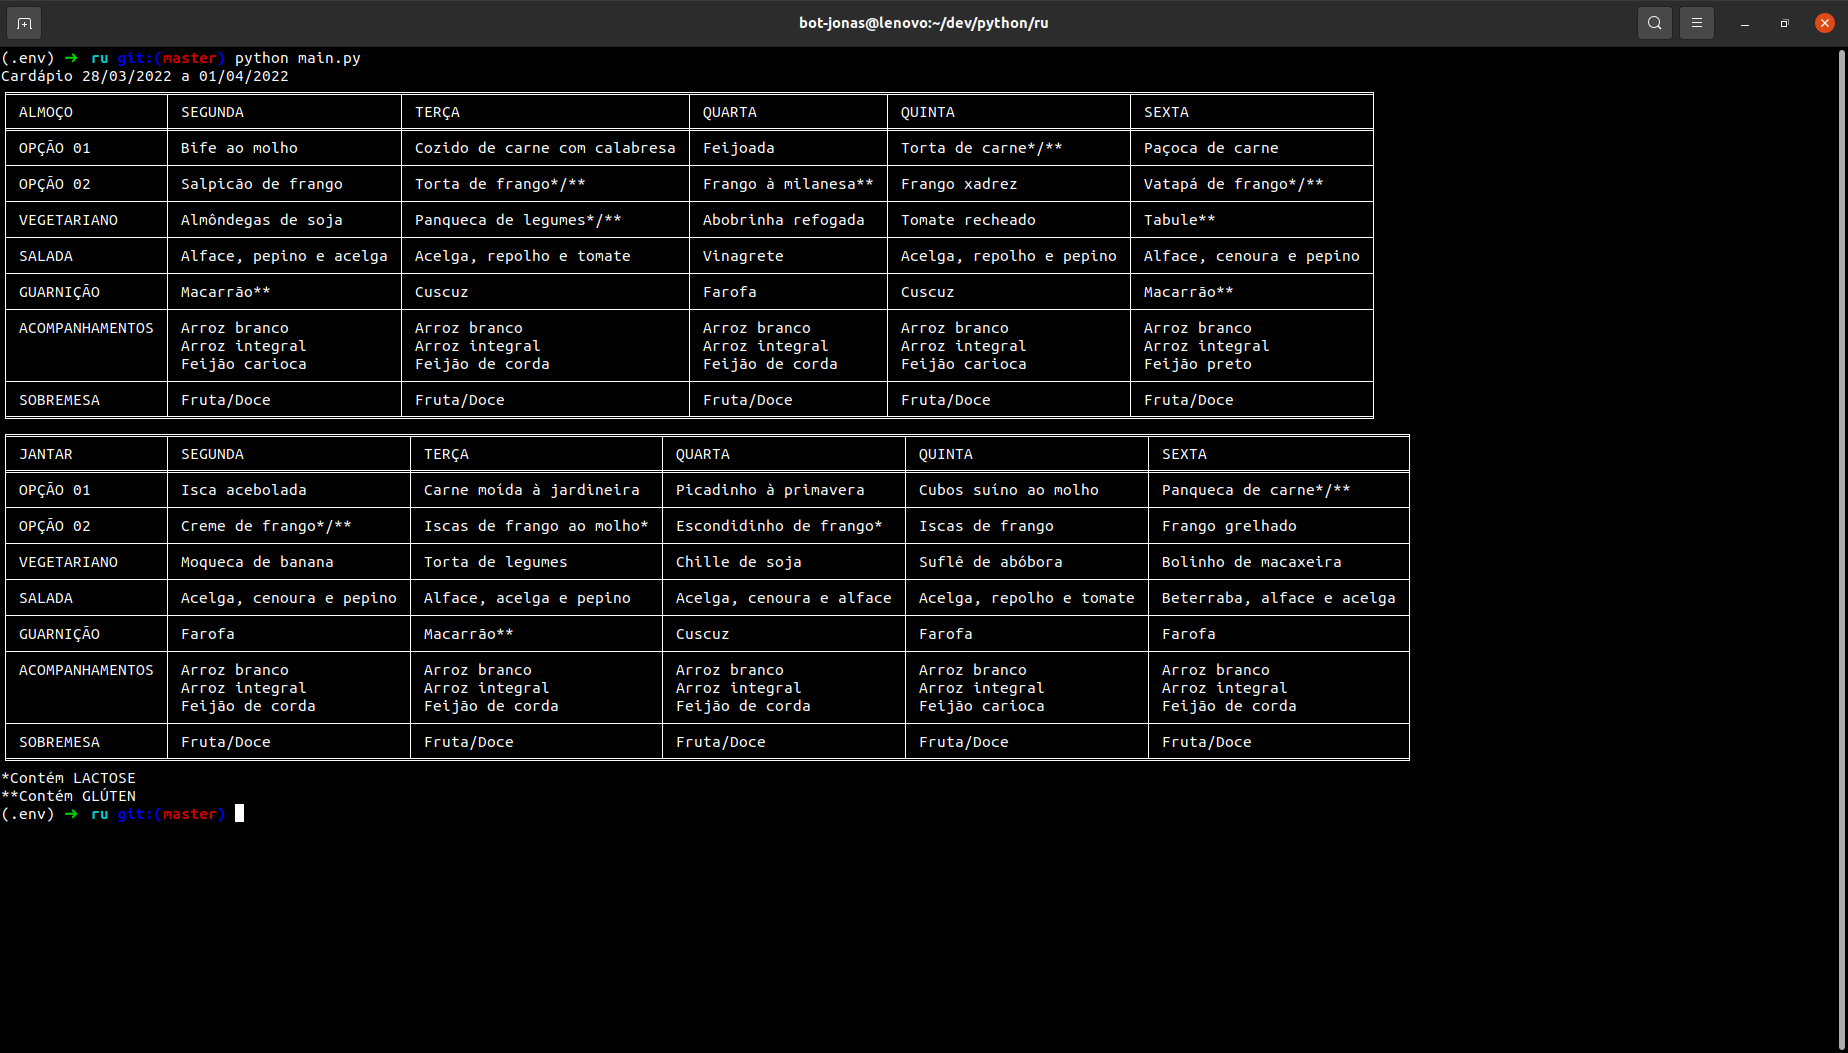 bot-jonas@lenovo:~/dev/python/ru
(.env) ➜ ru git:(master) python main.py
Cardápio 28/03/2022 a 01/04/2022
ALMOÇO SEGUNDA TERÇA QUARTA QUINTA SEXTA
OPÇÃO 01 Bife ao molho Cozido de carne com calabresa Feijoada Torta de carne*/** Paçoca de carne
OPÇÃO 02 Salpicão de frango Torta de frango*/** Frango à milanesa** Frango xadrez Vatapá de frango*/**
VEGETARIANO Almôndegas de soja Panqueca de legumes*/** Abobrinha refogada Tomate recheado Tabule**
SALADA Alface, pepino e acelga Acelga, repolho e tomate Vinagrete Acelga, repolho e pepino Alface, cenoura e pepino
GUARNIÇÃO Macarrão** Cuscuz Farofa Cuscuz Macarrão**
ACOMPANHAMENTOS Arroz branco Arroz branco Arroz branco Arroz branco Arroz branco
Arroz integral Arroz integral Arroz integral Arroz integral Arroz integral
Feijão carioca Feijão de corda Feijão de corda Feijão carioca Feijão preto
SOBREMESA Fruta/Doce Fruta/Doce Fruta/Doce Fruta/Doce Fruta/Doce
JANTAR SEGUNDA TERÇA QUARTA QUINTA SEXTA
OPÇÃO 01 Isca acebolada Carne moída à jardineira Picadinho à primavera Cubos suíno ao molho Panqueca de carne*/**
OPÇÃO 02 Creme de frango*/** Iscas de frango ao molho* Escondidinho de frango* Iscas de frango Frango grelhado
VEGETARIANO Moqueca de banana Torta de legumes Chille de soja Suflê de abóbora Bolinho de macaxeira
SALADA Acelga, cenoura e pepino Alface, acelga e pepino Acelga, cenoura e alface Acelga, repolho e tomate Beterraba, alface e acelga
GUARNIÇÃO Farofa Macarrão** Cuscuz Farofa Farofa
ACOMPANHAMENTOS Arroz branco Arroz branco Arroz branco Arroz branco Arroz branco
Arroz integral Arroz integral Arroz integral Arroz integral Arroz integral
Feijão de corda Feijão de corda Feijão de corda Feijão carioca Feijão de corda
SOBREMESA Fruta/Doce Fruta/Doce Fruta/Doce Fruta/Doce Fruta/Doce
*Contém LACTOSE
**Contém GLÚTEN
(.env) ➜ ru git:(master)